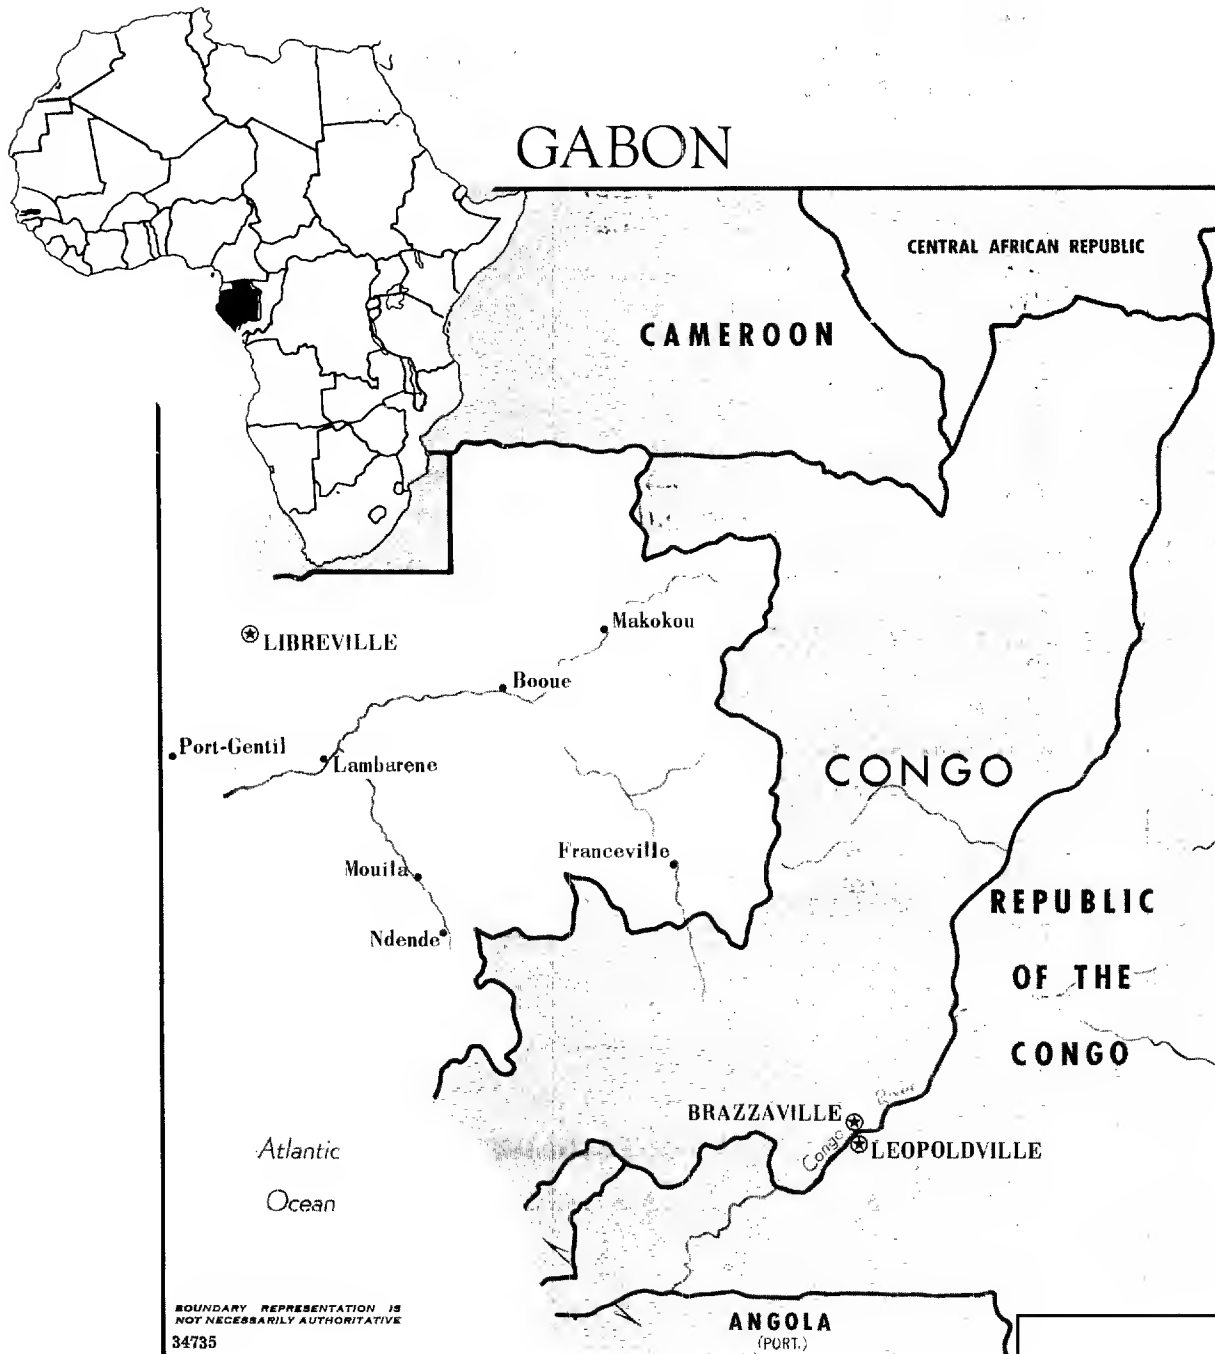 GABON
CENTRAL AFRICAN REPUBLIC
CAMEROON
Makokou
LIBREVILLE
Booue
Port-Gentil
Lambarene
CONGO
Franceville
Mouila
REPUBLIC
OF THE
CONGO
Ndende
BRAZZAVILLE
Congo River
LEOPOLDVILLE
Atlantic
Ocean
BOUNDARY REPRESENTATION IS
NOT NECESSARILY AUTHORITATIVE
34735
ANGOLA
(PORT.)